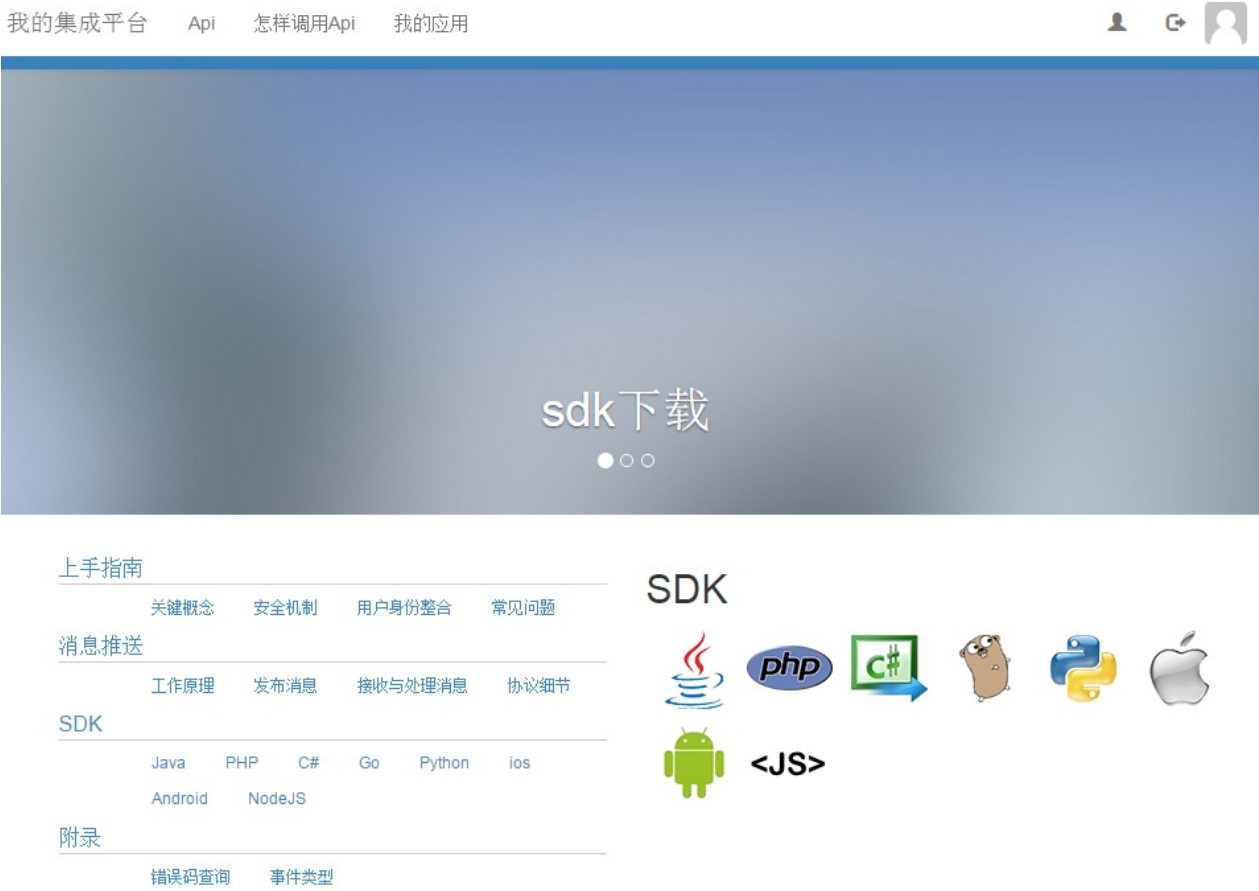 我的集成平台 Api 怎样调用Api 我的应用
sdk下载
上手指南
关键概念 安全机制 用户身份整合 常见问题
消息推送
工作原理 发布消息 接收与处理消息 协议细节
SDK
Java PHP C# Go Python ios
Android NodeJS
附录
错误码查询 事件类型
SDK
php C#
<JS>